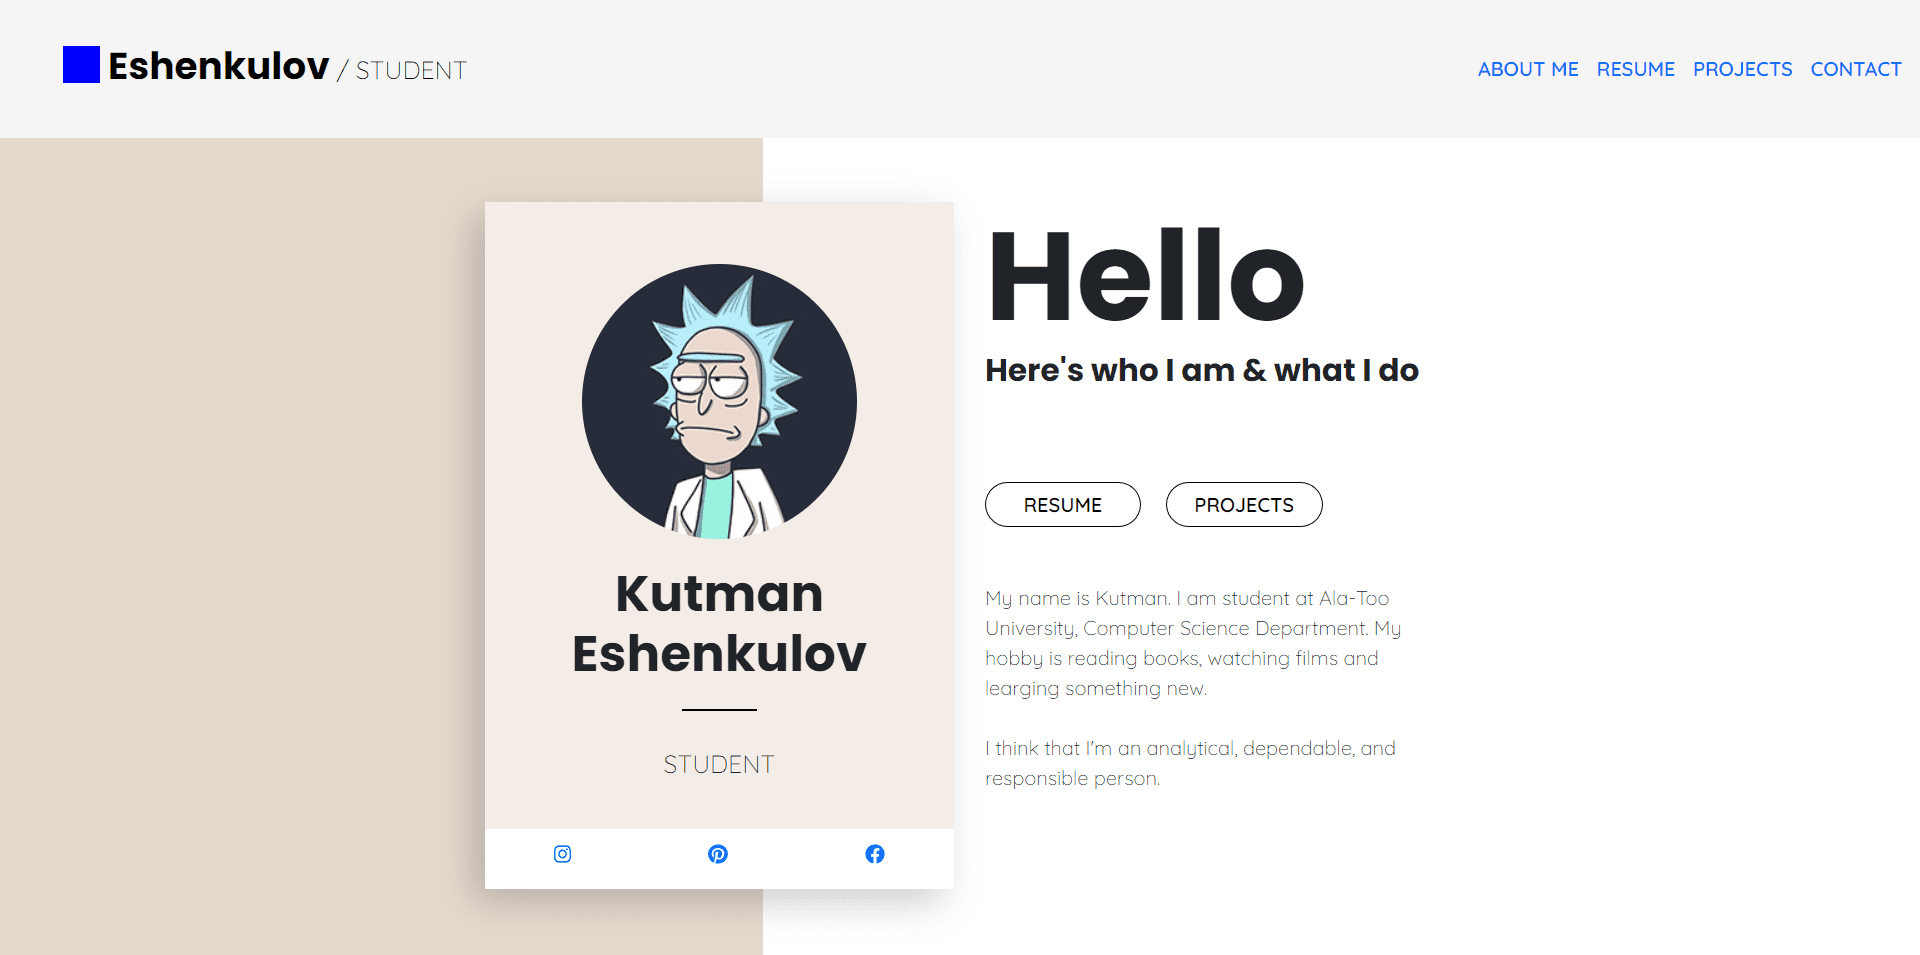 Eshenkulov / STUDENT
ABOUT ME RESUME PROJECTS CONTACT
Kutman
Eshenkulov
STUDENT
Hello
Here's who I am & what I do
RESUME PROJECTS
My name is Kutman. I am student at Ala-Too
University, Computer Science Department. My
hobby is reading books, watching films and
learging something new.
I think that I'm an analytical, dependable, and
responsible person.